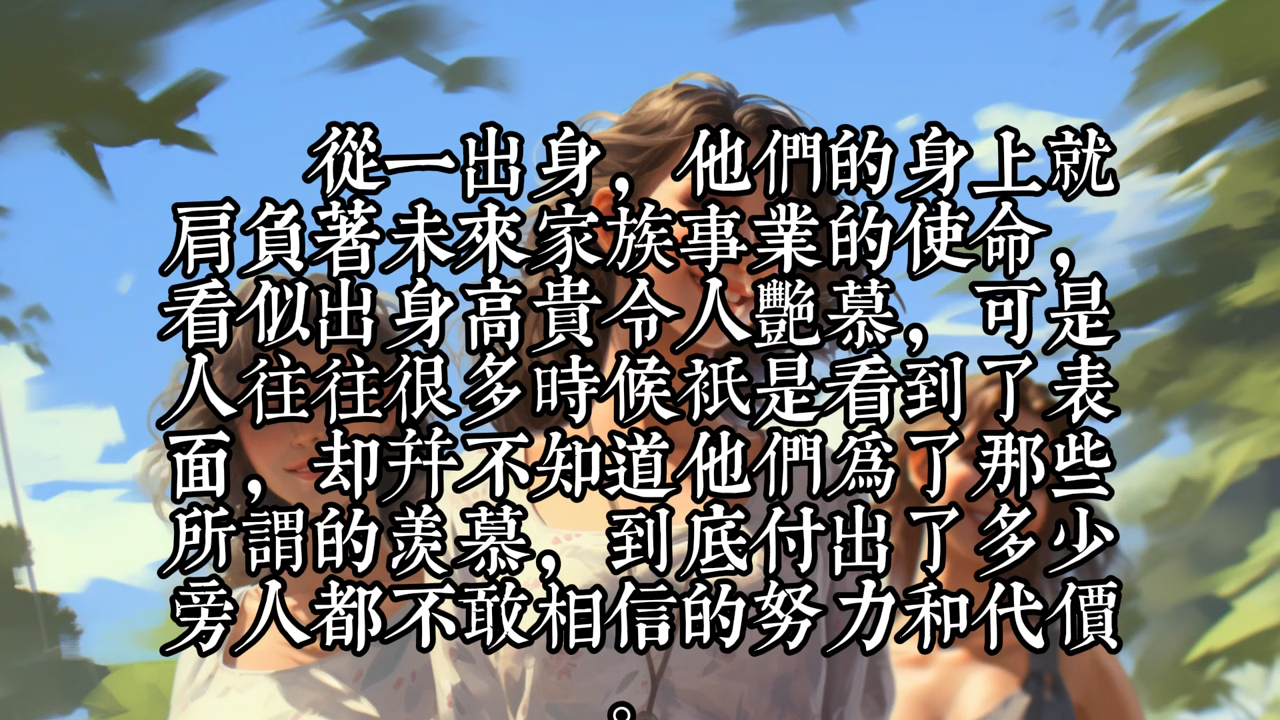 從一出身，他們的身上就
肩負著未來家族事業的使命，
看似出身高貴令人艷慕，可是
人往往很多時候祇是看到了表
面，却幷不知道他們爲了那些
所謂的羨慕，到底付出了多少
旁人都不敢相信的努力和代價
。